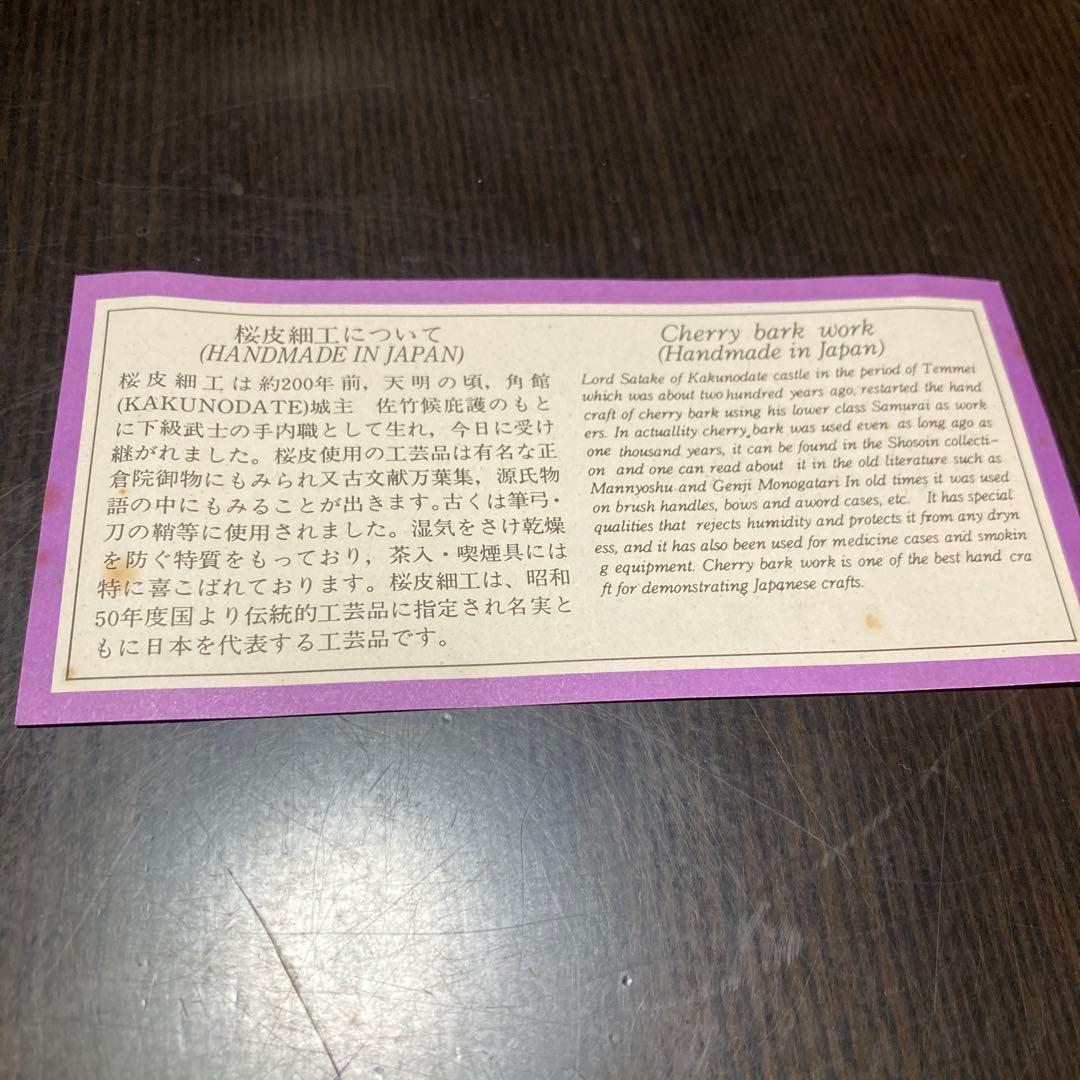 桜皮細工について
(HANDMADE IN JAPAN)
桜皮細工は約200年前，天明の頃，角館
(KAKUNODATE)城主　佐竹候庇護のもと
に下級武士の手内職として生れ，今日に受け
継がれました。桜皮使用の工芸品は有名な正
倉院御物にもみられ又古文献万葉集，源氏物
語の中にもみることが出きます。古くは筆弓・
刀の鞘等に使用されました。湿気をさけ乾燥
を防ぐ特質をもっており，茶入・喫煙具には
特に喜こばれております。桜皮細工は、昭和
50年度国より伝統的工芸品に指定され名実と
もに日本を代表する工芸品です。
Cherry bark work
(Handmade in Japan)
Lord Satake of Kakunodate castle in the period of Temmei
which was about two hundred years ago, restarted the hand
craft of cherry bark using his lower class Samurai as work
ers. In actuallity cherry bark was used even as long ago as
one thousand years, it can be found in the Shosoin collecti-
on and one can read about it in the old literature such as
Mannyoshu and Genji Monogatari In old times it was used
on brush handles, bows and aword cases, etc. It has special
qualities that rejects humidity and protects it from any dryn
ess, and it has also been used for medicine cases and smokin
g equipment. Cherry bark work is one of the best hand cra
ft for demonstrating Japanese crafts.